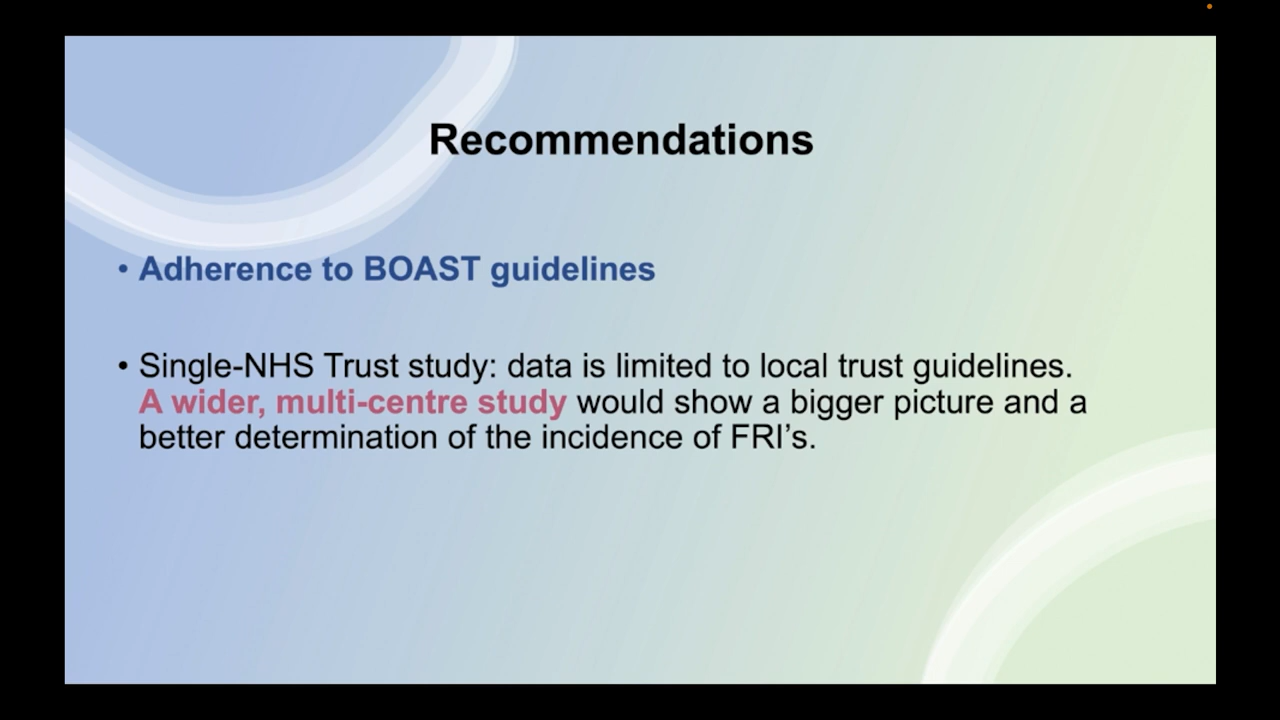 Recommendations
• Adherence to BOAST guidelines
• Single-NHS Trust study: data is limited to local trust guidelines.
A wider, multi-centre study would show a bigger picture and a
better determination of the incidence of FRI’s.